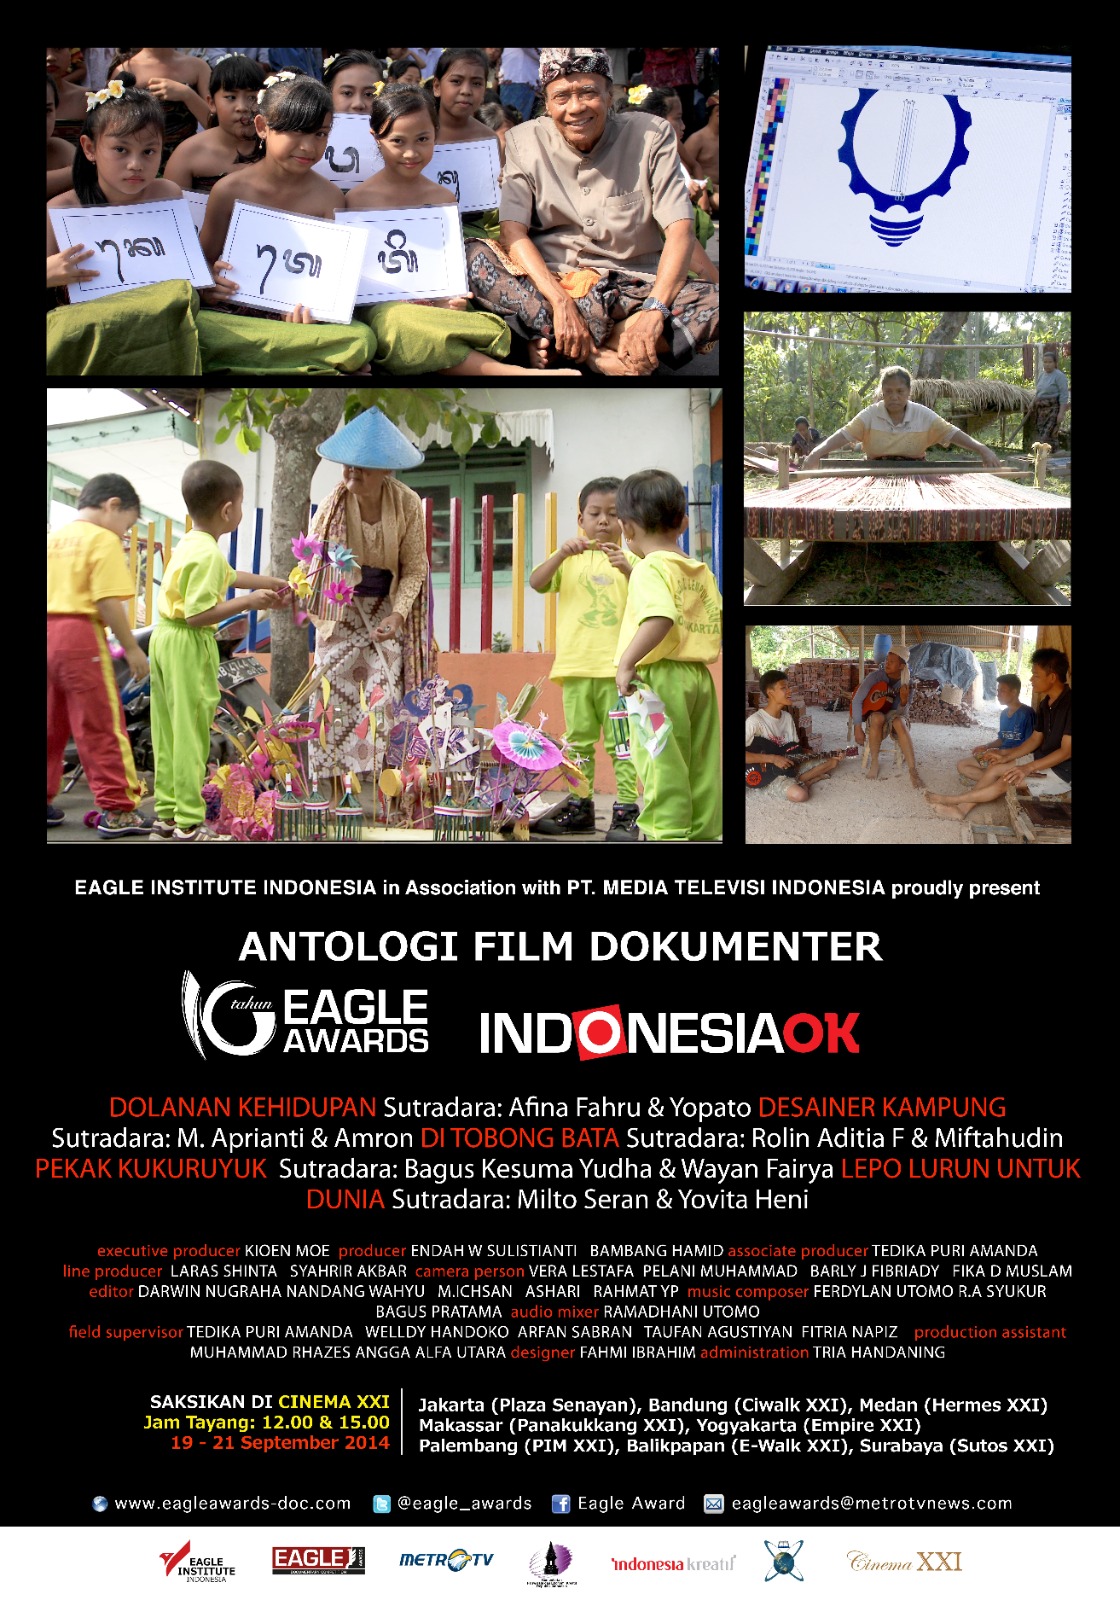 EAGLE INSTITUTE INDONESIA in Association with PT. MEDIA TELEVISI INDONESIA proudly present
ANTOLOGI FILM DOKUMENTER
10 tahun EAGLE AWARDS
INDONESIAOK
DOLANAN KEHIDUPAN Sutradara: Afina Fahru & Yopato DESAINER KAMPUNG
Sutradara: M. Aprianti & Amron DI TOBONG BATA Sutradara: Rolin Aditia F & Miftahudin
PEKAK KUKURUYUK Sutradara: Bagus Kesuma Yudha & Wayan Fairya LEPO LURUN UNTUK
DUNIA Sutradara: Milto Seran & Yovita Heni
executive producer KIOEN MOE producer ENDAH W SULISTIANTI BAMBANG HAMID associate producer TEDIKA PURI AMANDA
line producer LARAS SHINTA SYAHRIR AKBAR camera person VERA LESTAFA PELANI MUHAMMAD BARLY J FIBRIADY FIKA D MUSLAM
editor DARWIN NUGRAHA NANDANG WAHYU M.ICHSAN ASHARI RAHMAT YP music composer FERDYLAN UTOMO R.A SYUKUR
BAGUS PRATAMA audio mixer RAMADHANI UTOMO
field supervisor TEDIKA PURI AMANDA WELLDY HANDOKO ARFAN SABRAN TAUFAN AGUSTIYAN FITRIA NAPIZ production assistant
MUHAMMAD RHAZES ANGGA ALFA UTARA designer FAHMI IBRAHIM administration TRIA HANDANING
SAKSIKAN DI CINEMA XXI
Jam Tayang: 12.00 & 15.00
19 - 21 September 2014
Jakarta (Plaza Senayan), Bandung (Ciwalk XXI), Medan (Hermes XXI)
Makassar (Panakukkang XXI), Yogyakarta (Empire XXI)
Palembang (PIM XXI), Balikpapan (E-Walk XXI), Surabaya (Sutos XXI)
www.eagleawards-doc.com @eagle_awards Eagle Award eagleawards@metrotvnews.com
EAGLE INSTITUTE INDONESIA
EAGLE AWARDS
METRO TV
indonesia kreatif
Cinema XXI